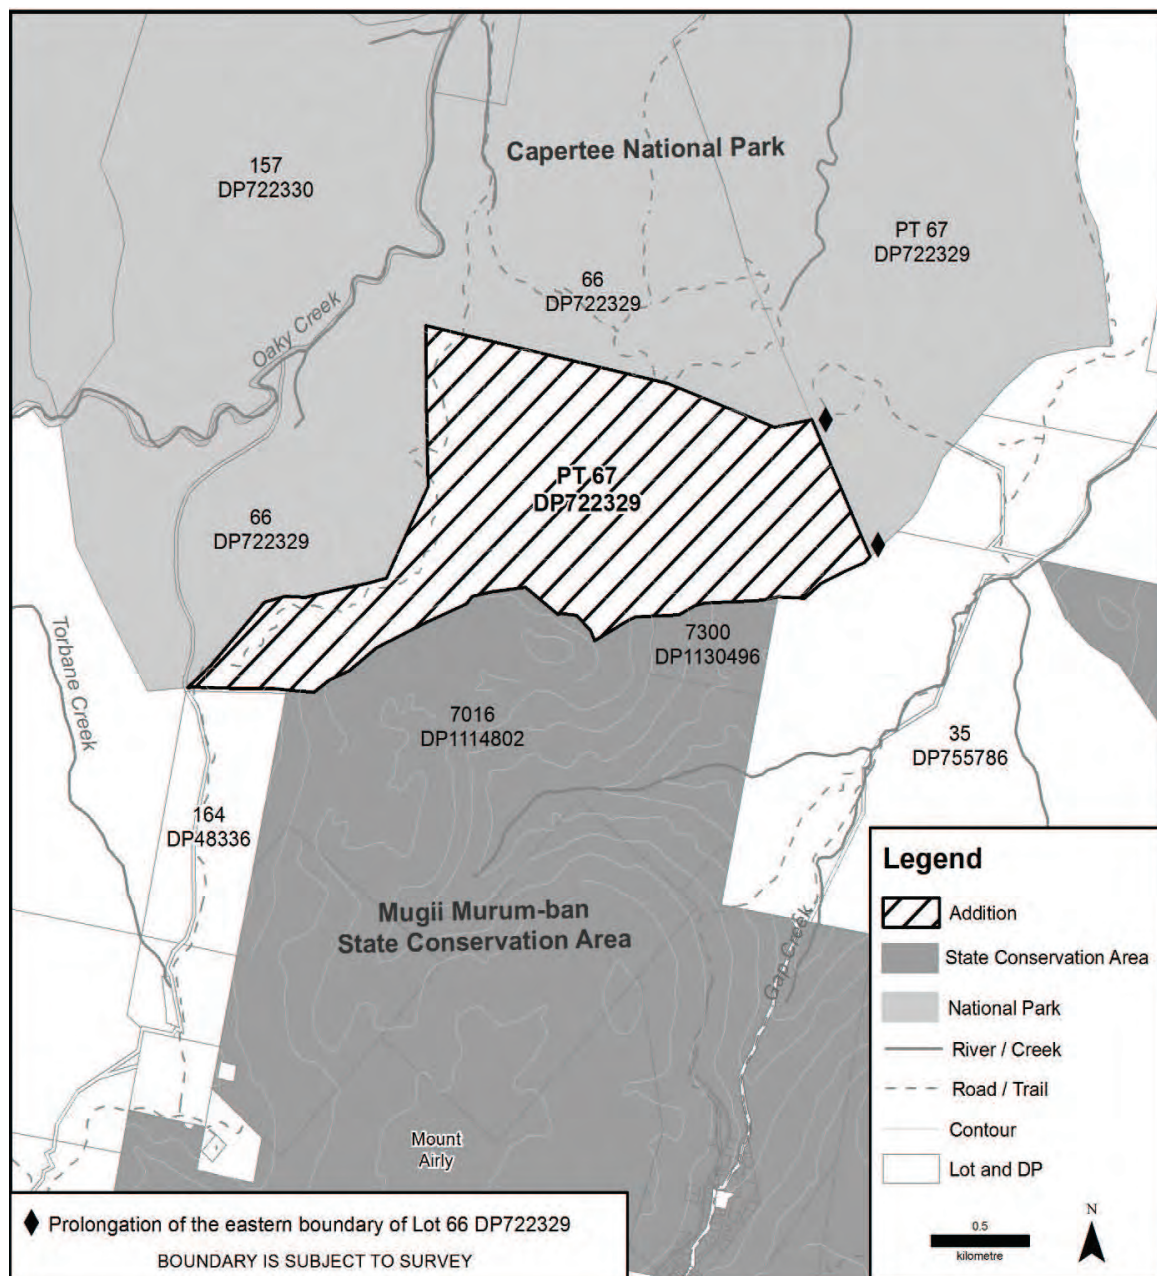 Capertee National Park
157
DP722330
PT 67
DP722329
66
DP722329
Oaky Creek
PT 67
DP722329
66
DP722329
Torbane Creek
7300
DP1130496
7016
DP1114802
35
DP755786
164
DP48336
Mugii Murum-ban
State Conservation Area
Gap Creek
Mount
Airly
Legend
Addition
State Conservation Area
National Park
River / Creek
Road / Trail
Contour
Lot and DP
0.5
kilometre
N
Prolongation of the eastern boundary of Lot 66 DP722329
BOUNDARY IS SUBJECT TO SURVEY